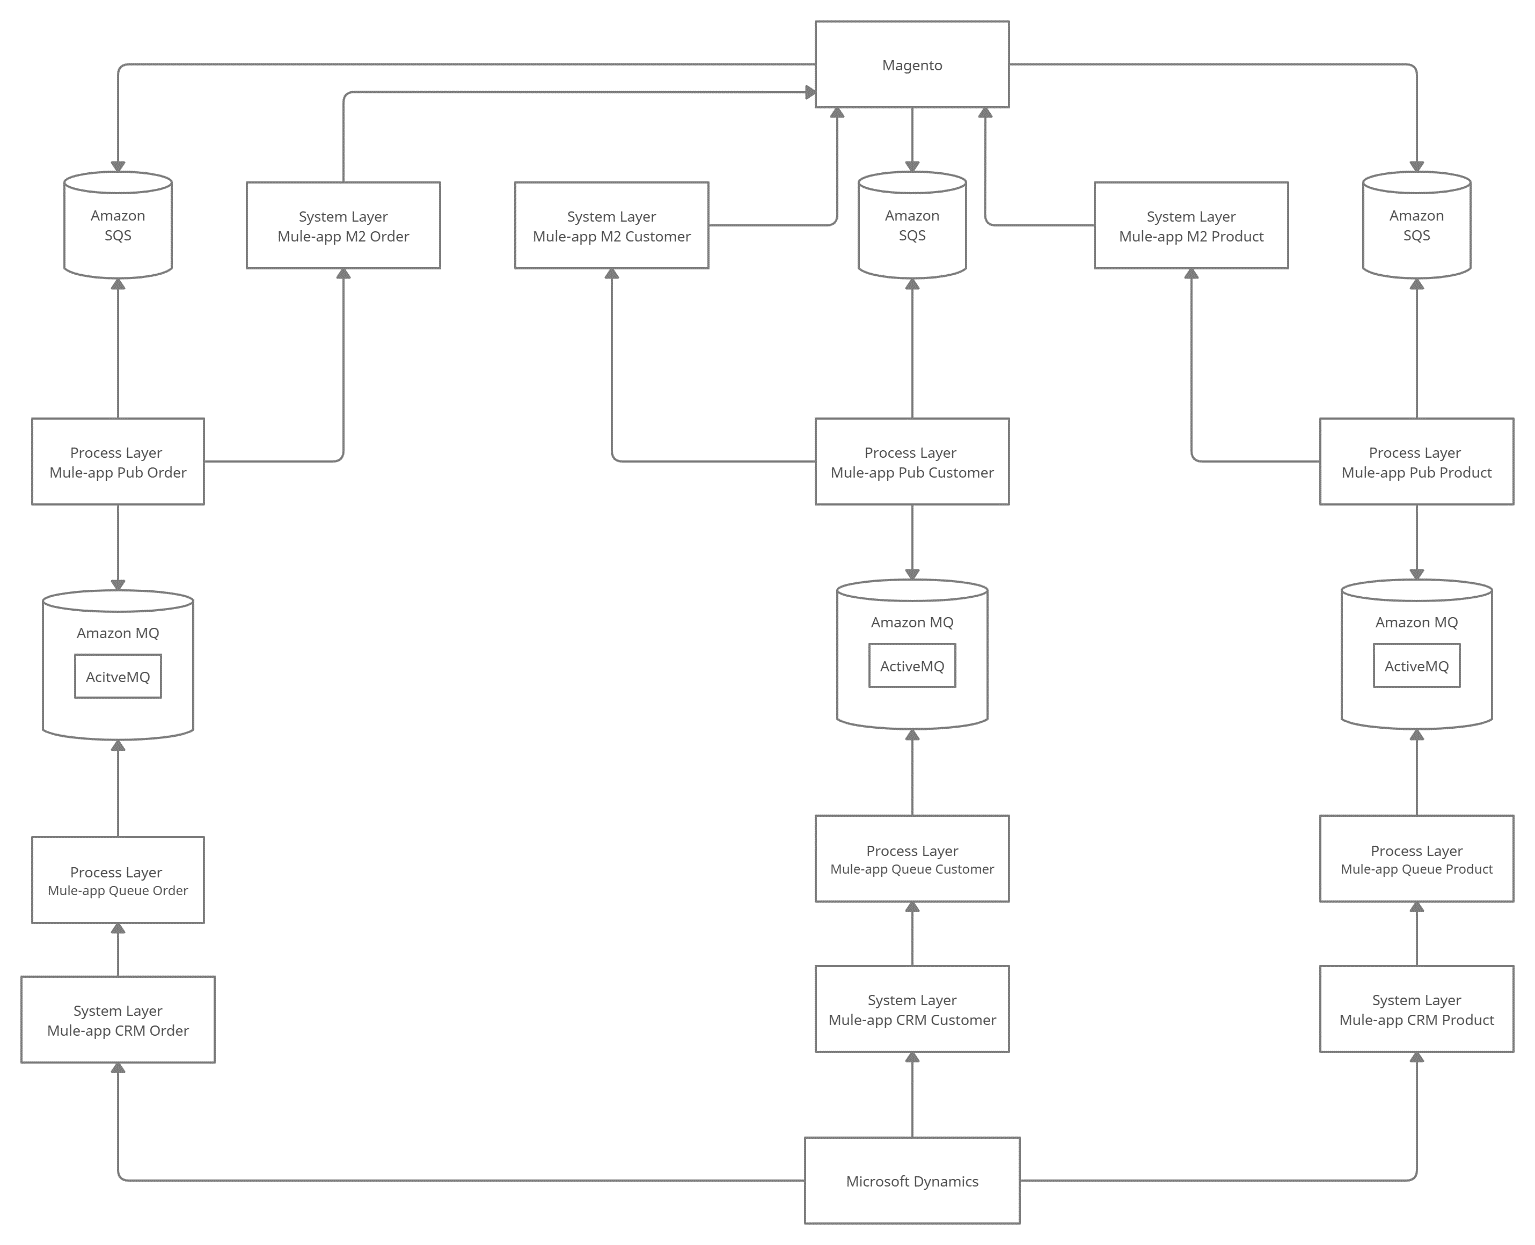 Magento
Amazon
SQS
System Layer
Mule-app M2 Order
System Layer
Mule-app M2 Customer
Amazon
SQS
System Layer
Mule-app M2 Product
Amazon
SQS
Process Layer
Mule-app Pub Order
Process Layer
Mule-app Pub Customer
Process Layer
Mule-app Pub Product
Amazon MQ
AcitveMQ
Amazon MQ
ActiveMQ
Amazon MQ
ActiveMQ
Process Layer
Mule-app Queue Order
Process Layer
Mule-app Queue Customer
Process Layer
Mule-app Queue Product
System Layer
Mule-app CRM Order
System Layer
Mule-app CRM Customer
System Layer
Mule-app CRM Product
Microsoft Dynamics